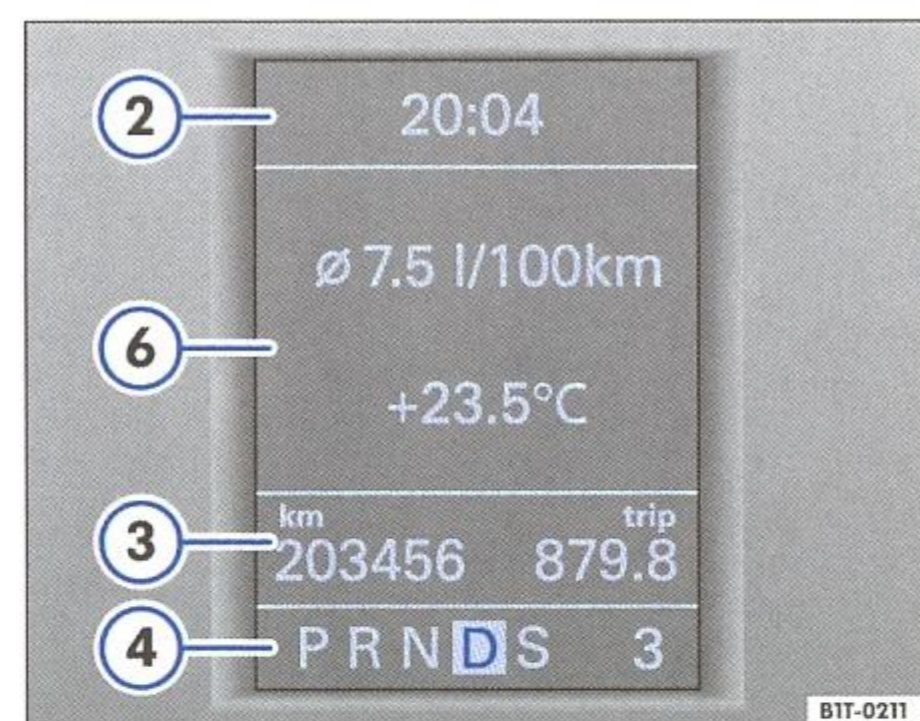 2 20:04
ø 7.5 l/100km
6
+23.5°C
km trip
3 203456 879.8
4 P R N D S 3
B1T-0211